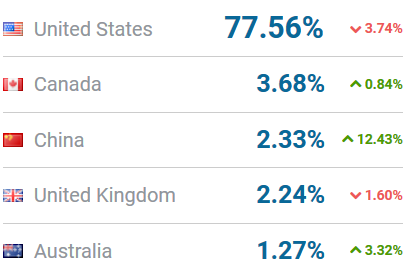 United States 77.56% 3.74%
Canada 3.68% 0.84%
China 2.33% 12.43%
United Kingdom 2.24% 1.60%
Australia 1.27% 3.32%